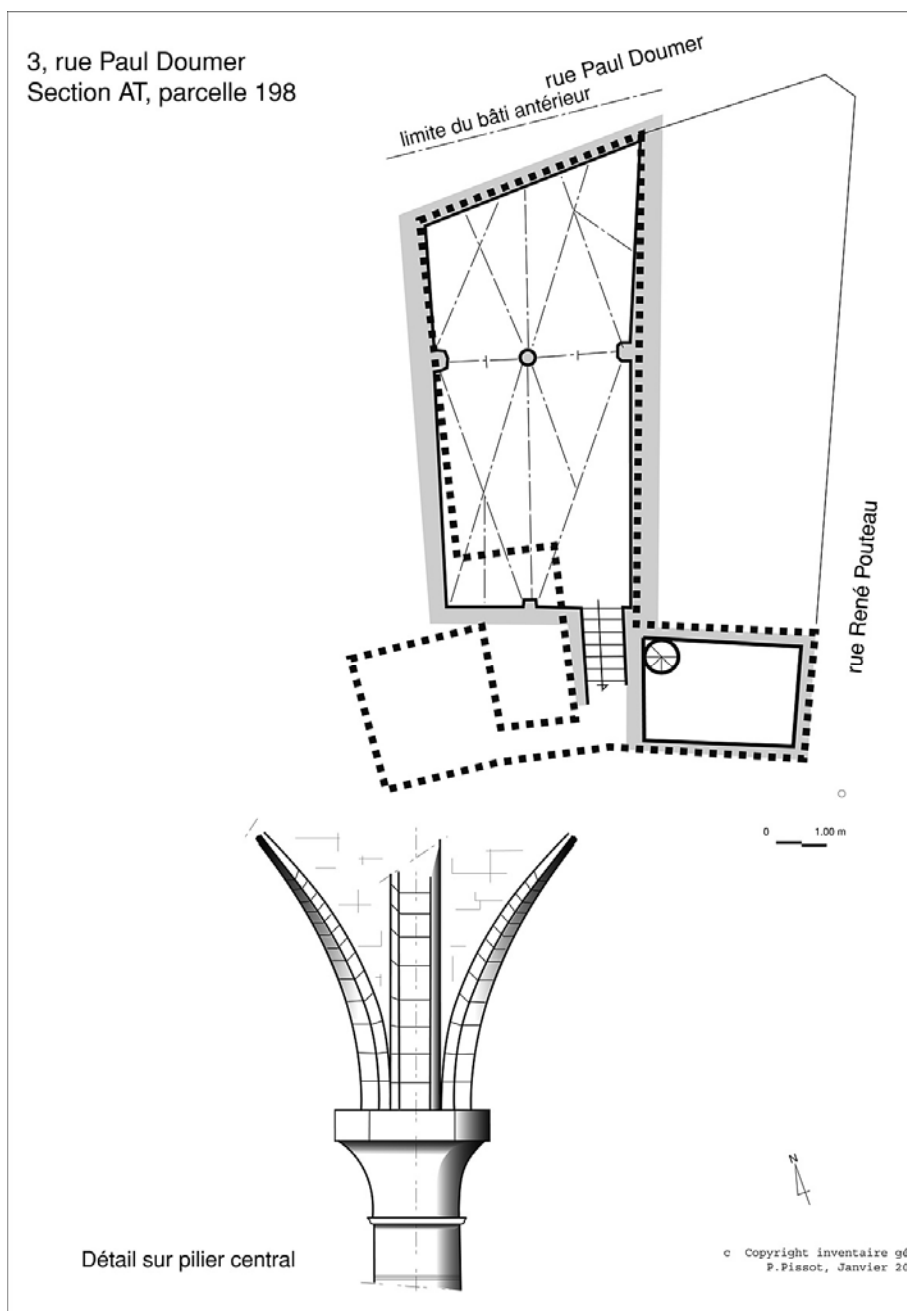 3, rue Paul Doumer
Section AT, parcelle 198
rue Paul Doumer
limite du bâti antérieur
rue René Pouteau
0 1.00 m
N
Détail sur pilier central
c Copyright inventaire gé
P.Pissot, Janvier 20